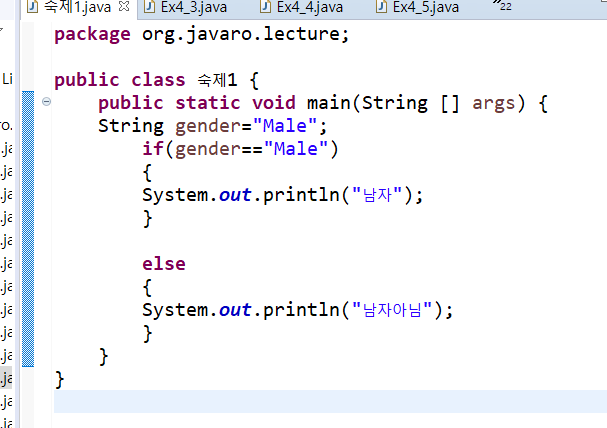 숙제1.java Ex4_3.java Ex4_4.java Ex4_5.java »22
package org.javaro.lecture;
Li
public class 숙제1 {
public static void main(String [] args) {
ro.
String gender="Male";
.ja
if(gender=="Male")
.ja
{
.ja
System.out.println("남자");
.ja
}
.ja
.ja
else
.ja
{
.ja
System.out.println("남자아님");
.ja
}
.ja
}
.ja
}
.ja
.ja